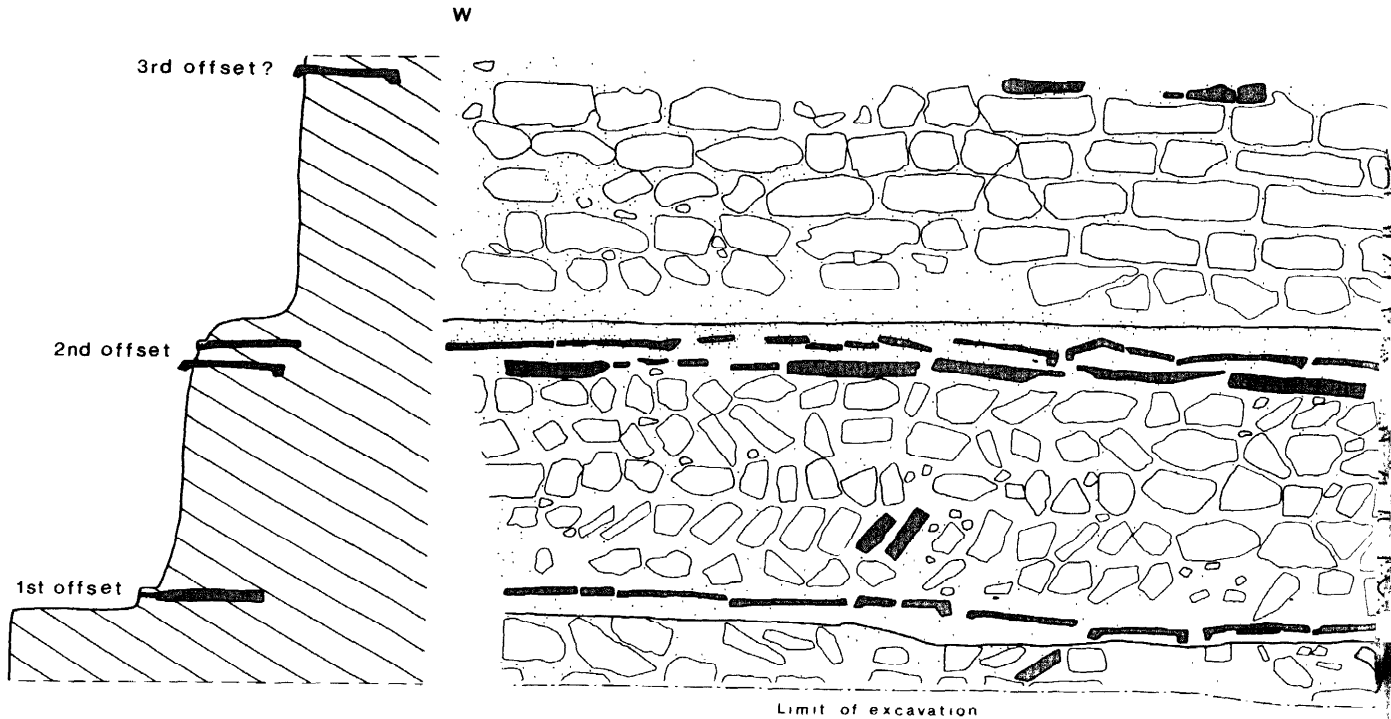 W
3rd offset?
2nd offset
1st offset
Limit of excavation